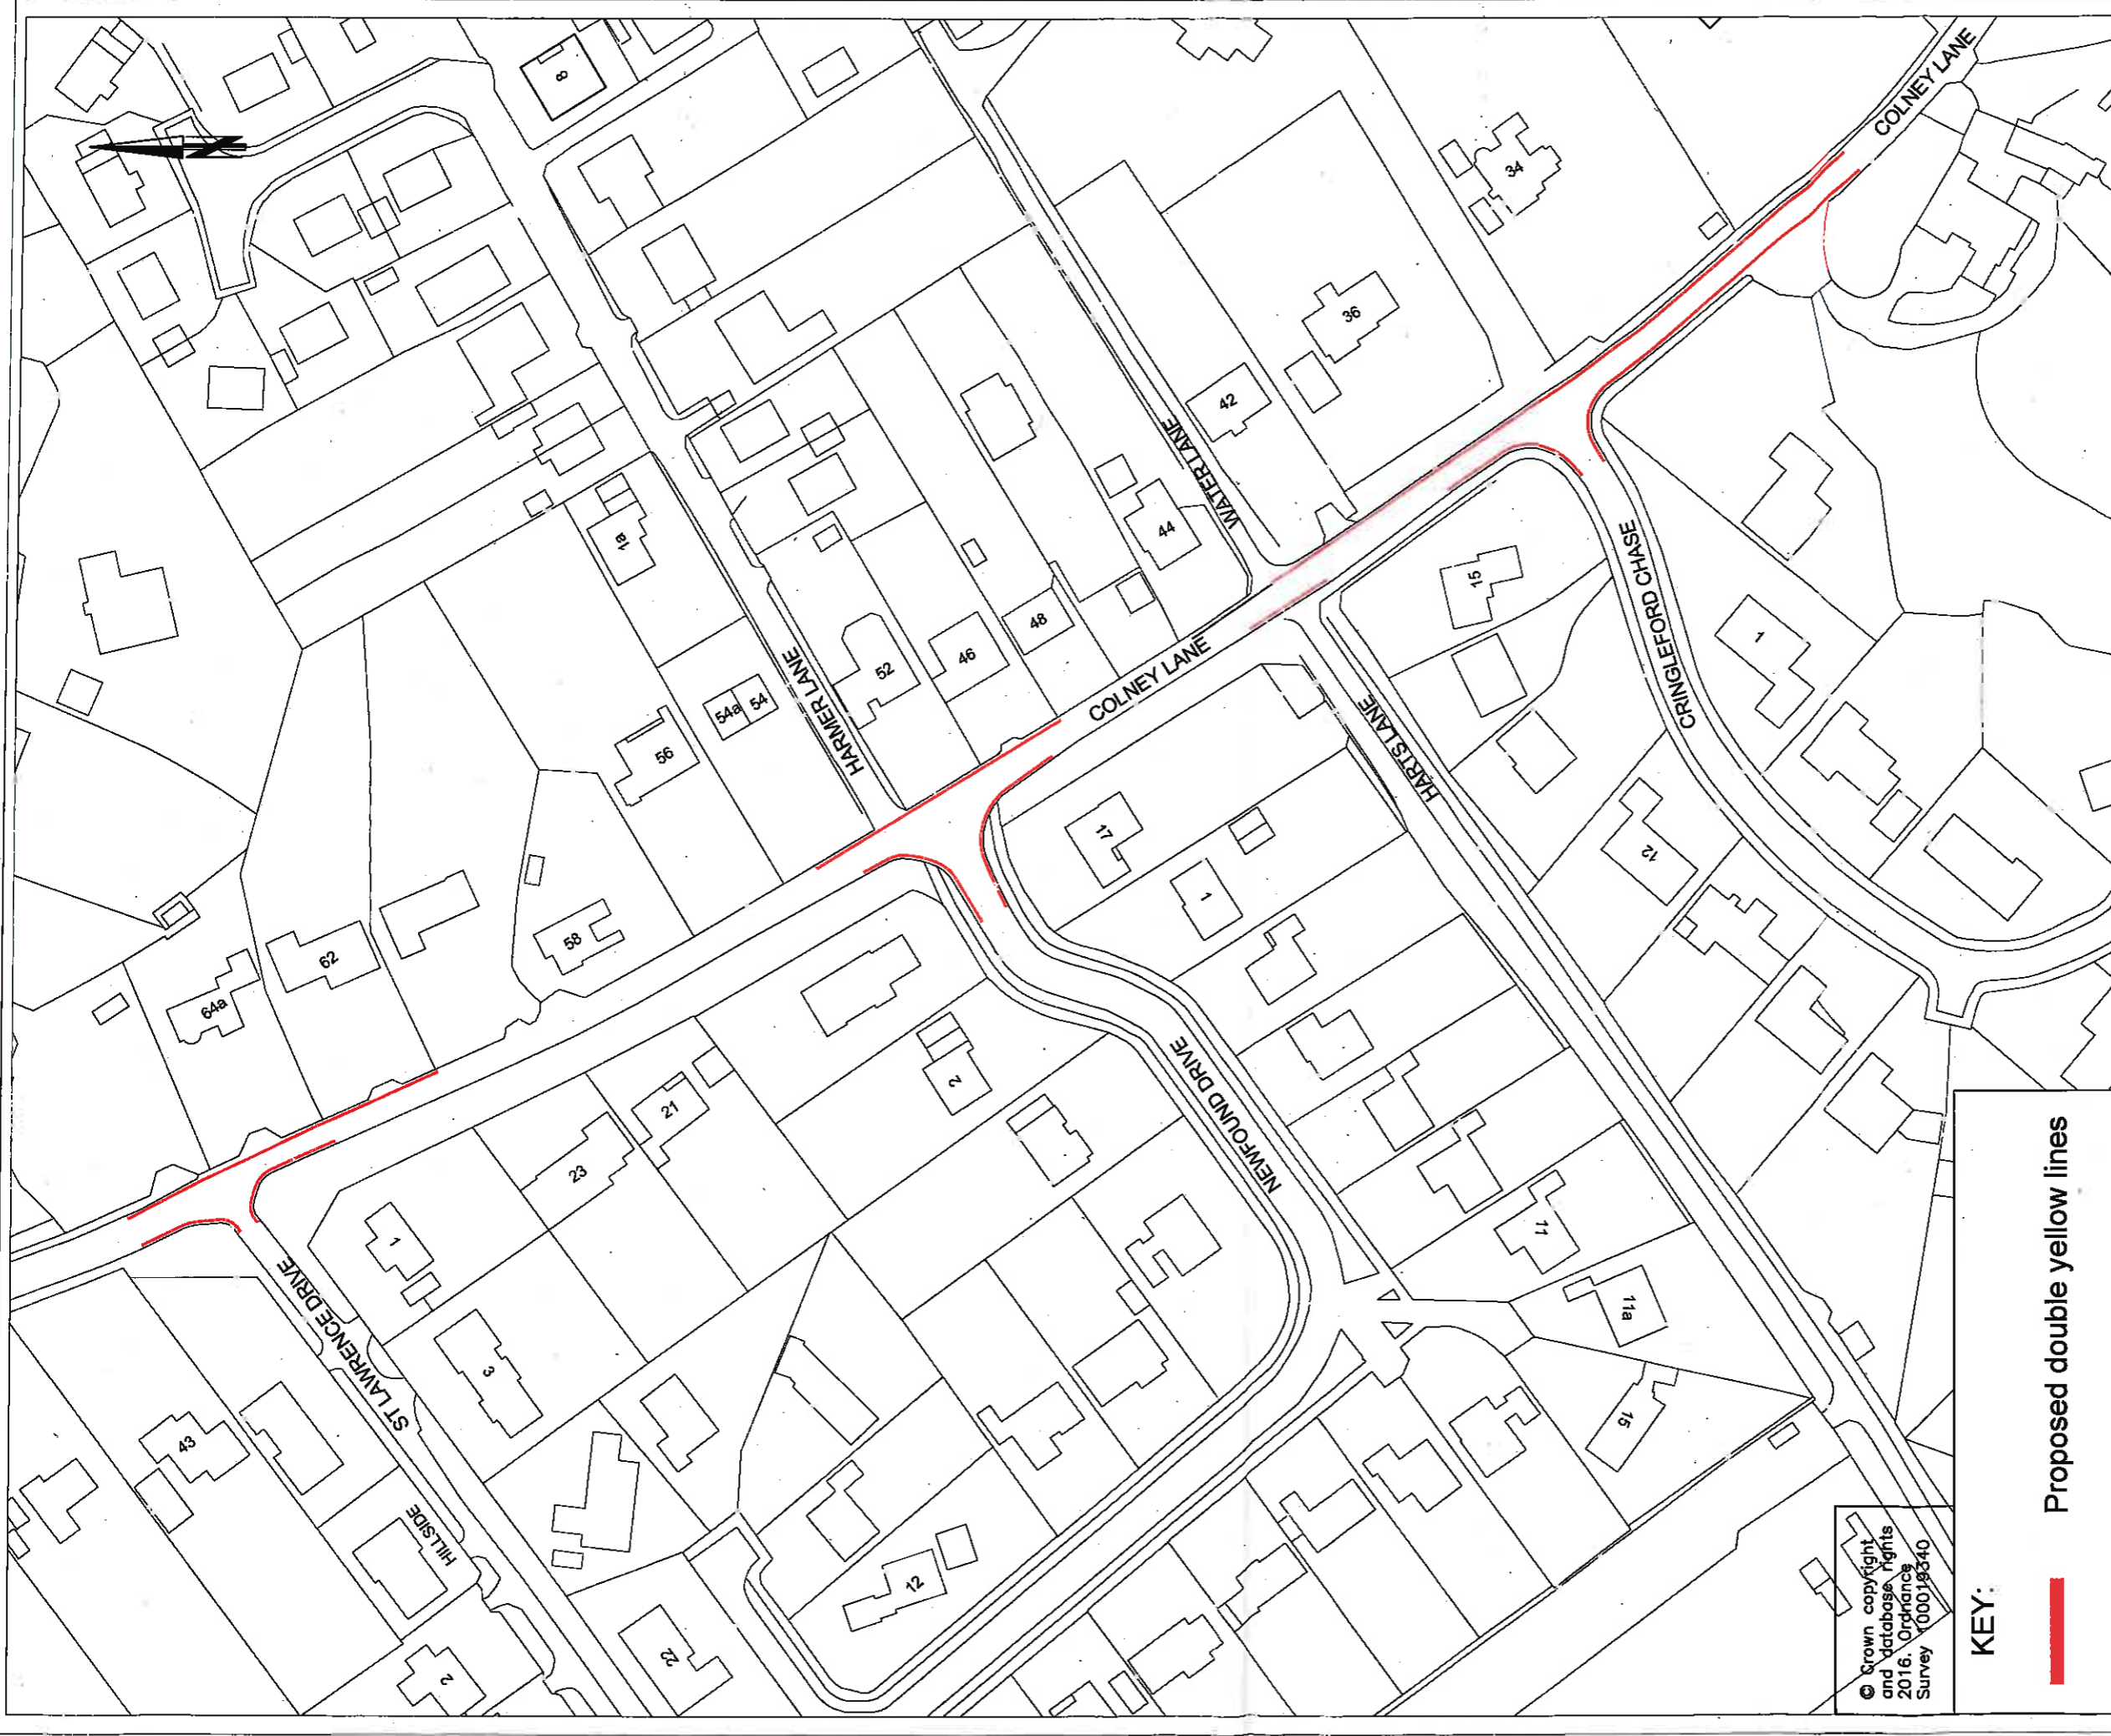 8
34
COLNEY LANE
36
42
WATER LANE
1a
44
15
CRINGLEFORD CHASE
1
48
46
52
HARMER LANE
54a
54
56
COLNEY LANE
HARTS LANE
17
12
1
58
62
64a
2
NEWFOUND DRIVE
21
23
1
ST LAWRENCE DRIVE
3
11
11a
15
43
HILLSIDE
12
22
2
© Crown copyright
and database rights
2016. Ordnance
Survey 100019340
KEY:
Proposed double yellow lines
N